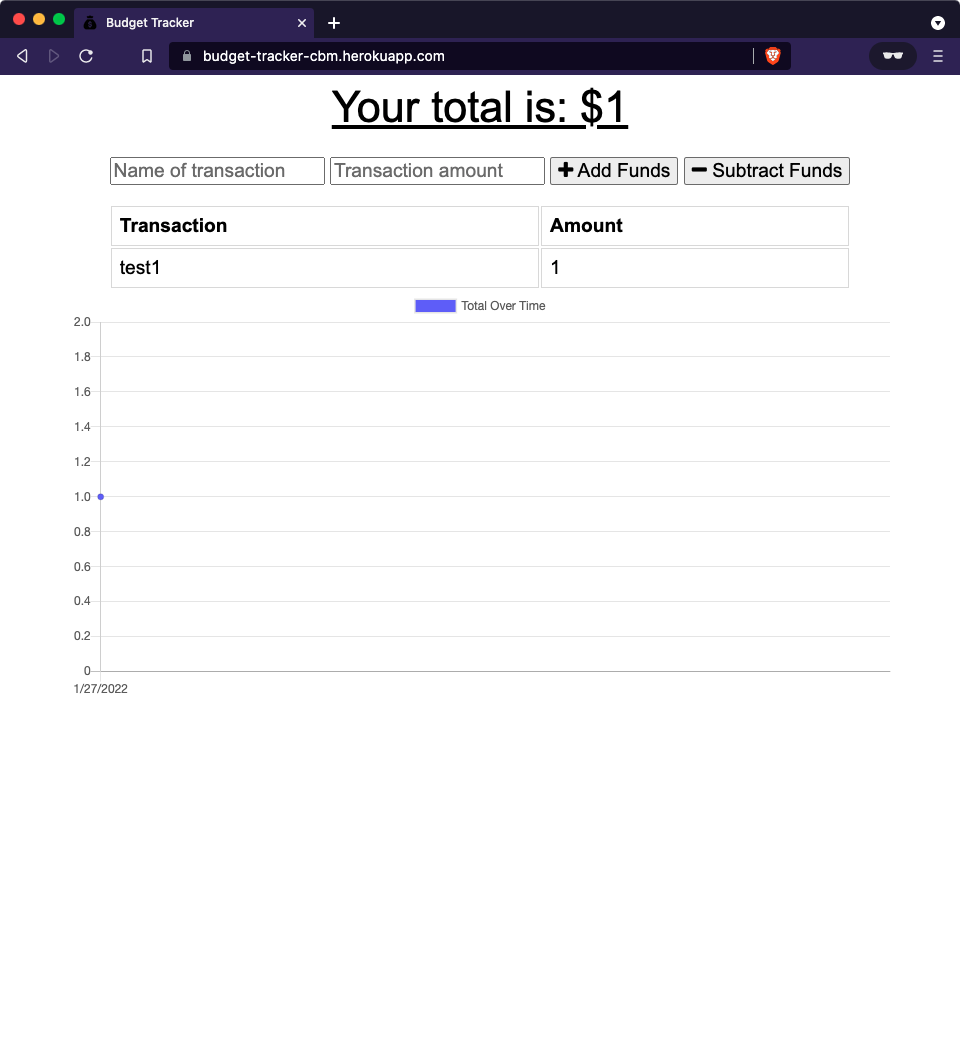 Budget Tracker
budget-tracker-cbm.herokuapp.com
Your total is: $1
Name of transaction Transaction amount Add Funds Subtract Funds
Transaction Amount
test1 1
Total Over Time
2.0
1.8
1.6
1.4
1.2
1.0
0.8
0.6
0.4
0.2
0
1/27/2022